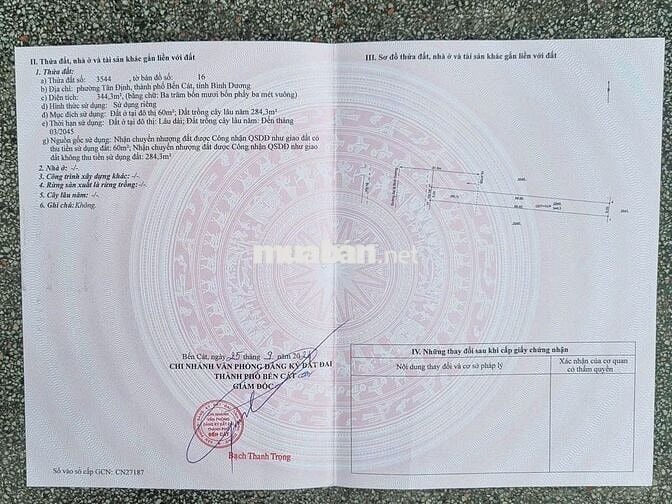 II. Thửa đất, nhà ở và tài sản khác gắn liền với đất
1. Thửa đất:
a) Thửa đất số: 3544 , tờ bản đồ số: 16
b) Địa chỉ: phường Tân Định, thành phố Bến Cát, tỉnh Bình Dương
c) Diện tích: 344,3m², (bằng chữ: Ba trăm bốn mươi bốn phẩy ba mét vuông)
d) Hình thức sử dụng: Sử dụng riêng
đ) Mục đích sử dụng: Đất ở tại đô thị 60m²; Đất trồng cây lâu năm 284,3m²
e) Thời hạn sử dụng: Đất ở tại đô thị: Lâu dài; Đất trồng cây lâu năm: Đến tháng
03/2045
g) Nguồn gốc sử dụng: Nhận chuyển nhượng đất được Công nhận QSDĐ như giao đất có
thu tiền sử dụng đất: 60m²; Nhận chuyển nhượng đất được Công nhận QSDĐ như giao
đất không thu tiền sử dụng đất: 284,3m²
2. Nhà ở: -/-
3. Công trình xây dựng khác: -/-
4. Rừng sản xuất là rừng trồng: -/-
5. Cây lâu năm: -/-
6. Ghi chú: Không.
Bến Cát, ngày 25 tháng 9 năm
CHI NHÁNH VĂN PHÒNG ĐĂNG KÝ ĐẤT ĐAI
THÀNH PHỐ BẾN CÁT
GIÁM ĐỐC
CHI NHÁNH
VĂN PHÒNG
ĐĂNG KÝ ĐẤT ĐAI
THÀNH PHỐ
BẾN CÁT
Bạch Thanh Trọng
Số vào sổ cấp GCN: CN27187
III. Sơ đồ thửa đất, nhà ở và tài sản khác gắn liền với đất
muaban.net
IV. Những thay đổi sau khi cấp giấy chứng nhận
Nội dung thay đổi và cơ sở pháp lý
Xác nhận của cơ quan
có thẩm quyền